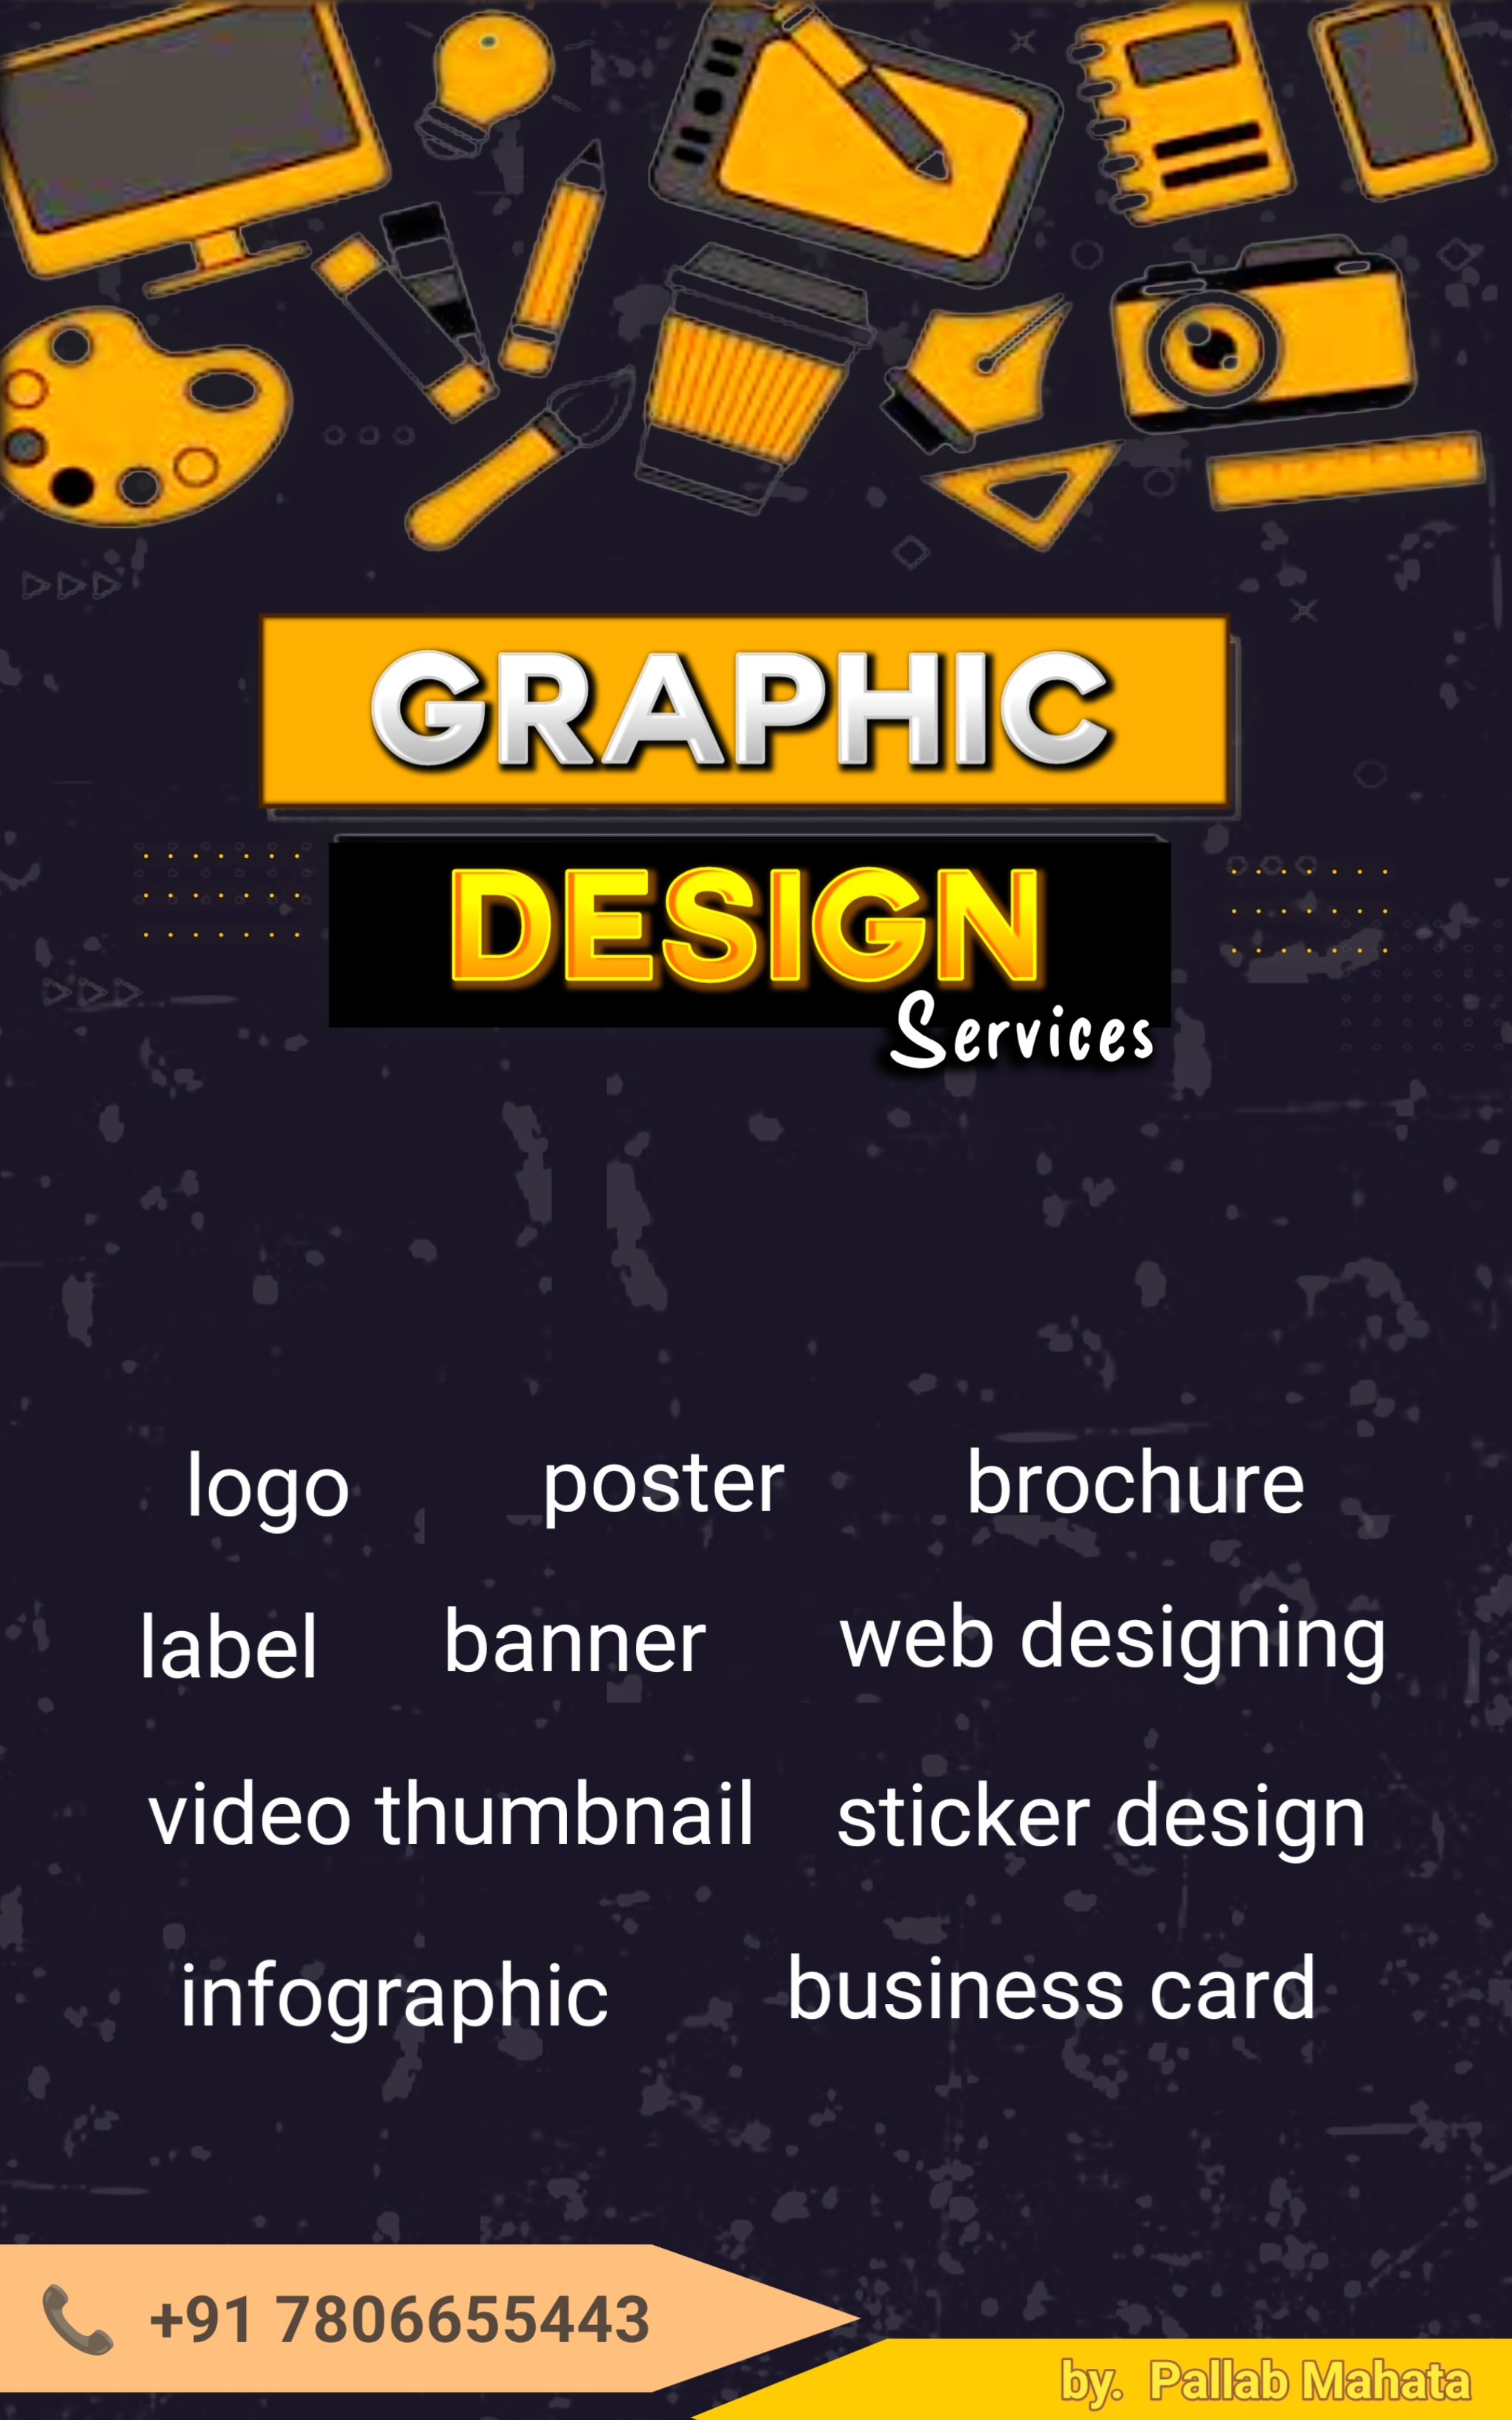 GRAPHIC
DESIGN
Services
logo poster brochure
label banner web designing
video thumbnail sticker design
infographic business card
+91 7806655443
by. Pallab Mahata